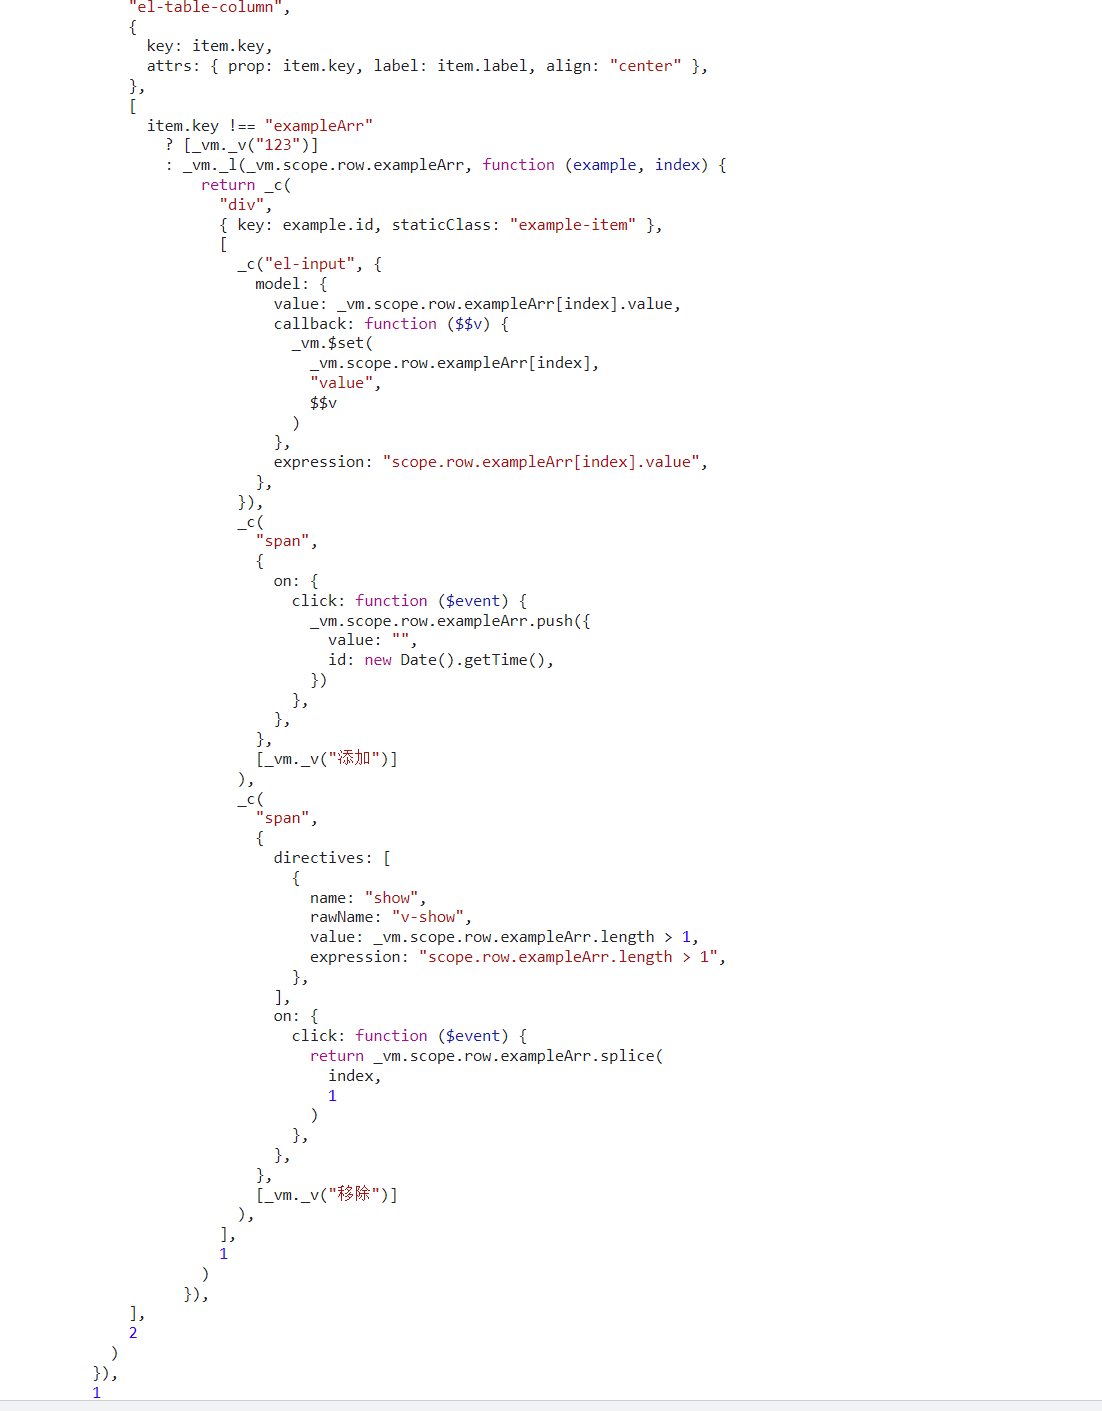 "el-table-column",
{
key: item.key,
attrs: { prop: item.key, label: item.label, align: "center" },
},
[
item.key !== "exampleArr"
? [_vm._v("123")]
: _vm._l(_vm.scope.row.exampleArr, function (example, index) {
return _c(
"div",
{ key: example.id, staticClass: "example-item" },
[
_c("el-input", {
model: {
value: _vm.scope.row.exampleArr[index].value,
callback: function ($$v) {
_vm.$set(
_vm.scope.row.exampleArr[index],
"value",
$$v
)
},
expression: "scope.row.exampleArr[index].value",
},
}),
_c(
"span",
{
on: {
click: function ($event) {
_vm.scope.row.exampleArr.push({
value: "",
id: new Date().getTime(),
})
},
},
},
[_vm._v("添加")]
),
_c(
"span",
{
directives: [
{
name: "show",
rawName: "v-show",
value: _vm.scope.row.exampleArr.length > 1,
expression: "scope.row.exampleArr.length > 1",
},
],
on: {
click: function ($event) {
return _vm.scope.row.exampleArr.splice(
index,
1
)
},
},
},
[_vm._v("移除")]
),
],
1
)
}),
],
2
)
}),
1